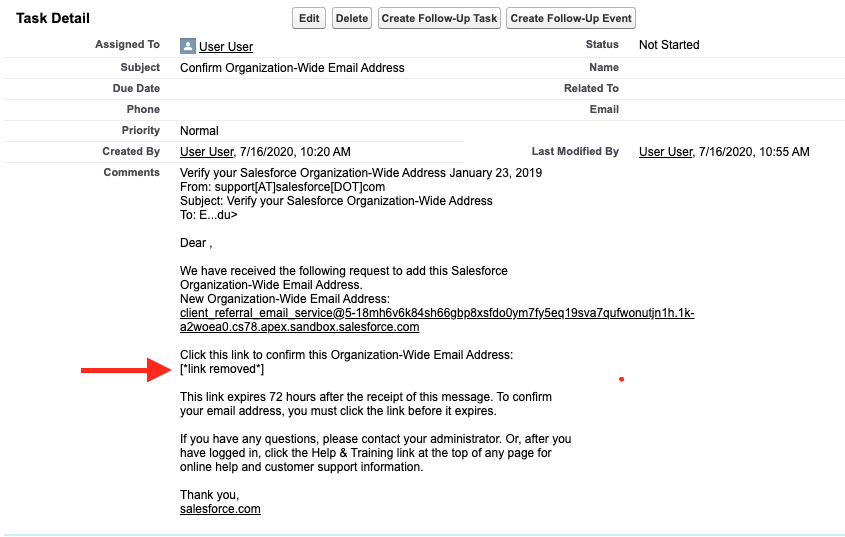 Task Detail
Edit
Delete
Create Follow-Up Task
Create Follow-Up Event
Assigned To User User Status Not Started
Subject Confirm Organization-Wide Email Address Name
Due Date Related To
Phone Email
Priority Normal
Created By User User, 7/16/2020, 10:20 AM Last Modified By User User, 7/16/2020, 10:55 AM
Comments Verify your Salesforce Organization-Wide Address January 23, 2019
From: support[AT]salesforce[DOT]com
Subject: Verify your Salesforce Organization-Wide Address
To: E...du>
Dear ,
We have received the following request to add this Salesforce
Organization-Wide Email Address.
New Organization-Wide Email Address:
client_referral_email_service@5-18mh6v6k84sh66gbp8xsfdo0ym7fy5eq19sva7qufwonutjn1h.1k-
a2woea0.cs78.apex.sandbox.salesforce.com
Click this link to confirm this Organization-Wide Email Address:
[*link removed*]
This link expires 72 hours after the receipt of this message. To confirm
your email address, you must click the link before it expires.
If you have any questions, please contact your administrator. Or, after you
have logged in, click the Help & Training link at the top of any page for
online help and customer support information.
Thank you,
salesforce.com